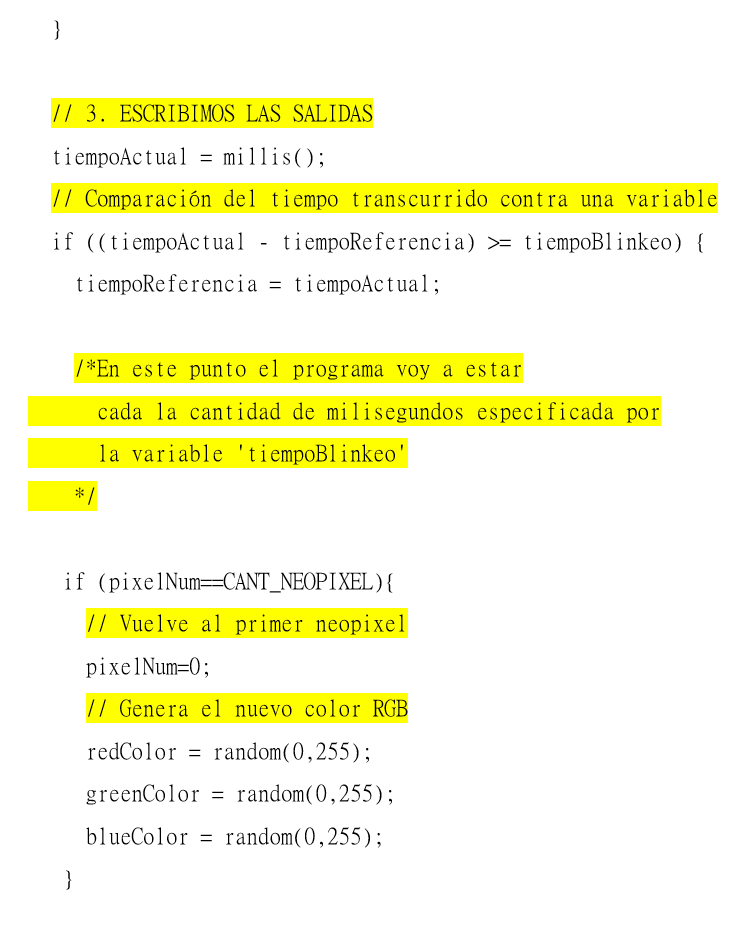 }
// 3. ESCRIBIMOS LAS SALIDAS
tiempoActual = millis();
// Comparación del tiempo transcurrido contra una variable
if ((tiempoActual - tiempoReferencia) >= tiempoBlinkeo) {
tiempoReferencia = tiempoActual;
/*En este punto el programa voy a estar
cada la cantidad de milisegundos especificada por
la variable 'tiempoBlinkeo'
*/
if (pixelNum==CANT_NEOPIXEL){
// Vuelve al primer neopixel
pixelNum=0;
// Genera el nuevo color RGB
redColor = random(0,255);
greenColor = random(0,255);
blueColor = random(0,255);
}